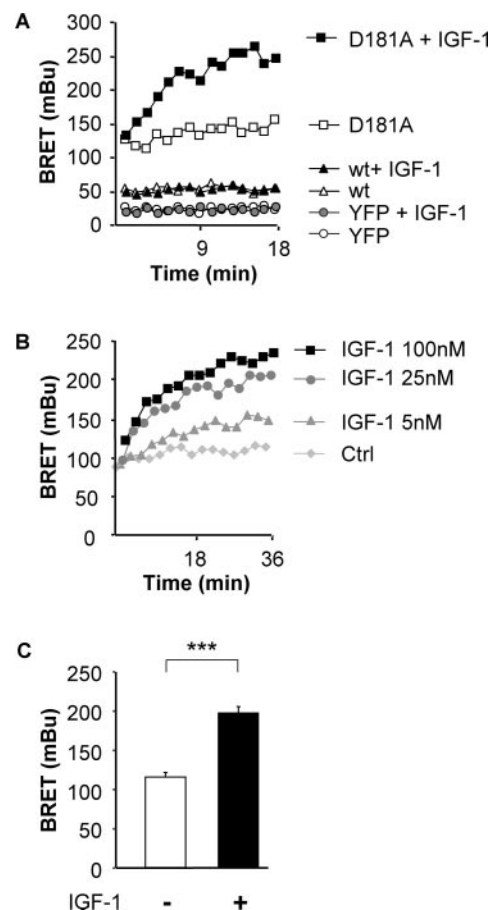 A
BRET (mBu)
300
250
200
150
100
50
0
9
18
Time (min)
D181A + IGF-1
D181A
wt+ IGF-1
wt
YFP + IGF-1
YFP
B
BRET (mBu)
250
200
150
100
50
0
18
36
Time (min)
IGF-1 100nM
IGF-1 25nM
IGF-1 5nM
Ctrl
C
***
BRET (mBu)
250
200
150
100
50
0
IGF-1 - +